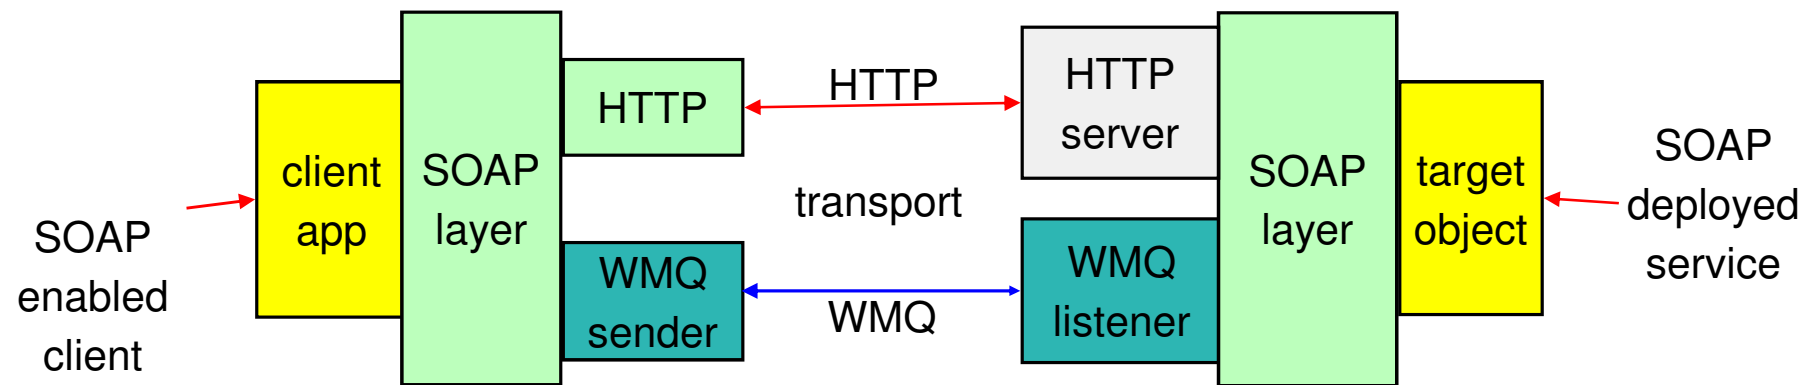 SOAP
enabled
client
client
app
SOAP
layer
HTTP
WMQ
sender
HTTP
transport
WMQ
HTTP
server
WMQ
listener
SOAP
layer
target
object
SOAP
deployed
service